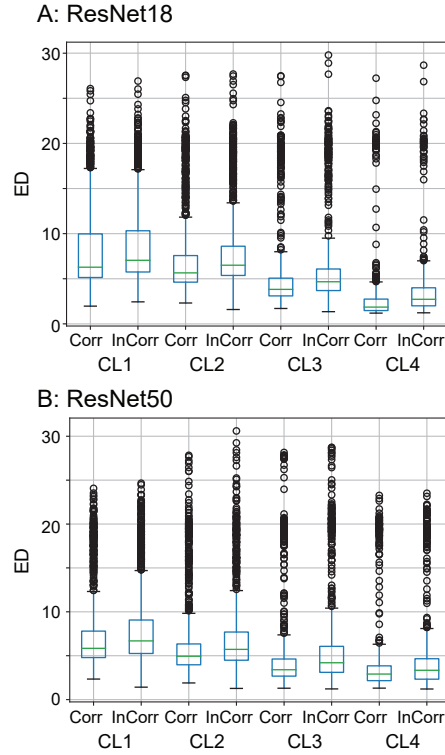 A: ResNet18
30
20
10
0
ED
Corr InCorr Corr InCorr Corr InCorr Corr InCorr
CL1 CL2 CL3 CL4
B: ResNet50
30
20
10
0
ED
Corr InCorr Corr InCorr Corr InCorr Corr InCorr
CL1 CL2 CL3 CL4